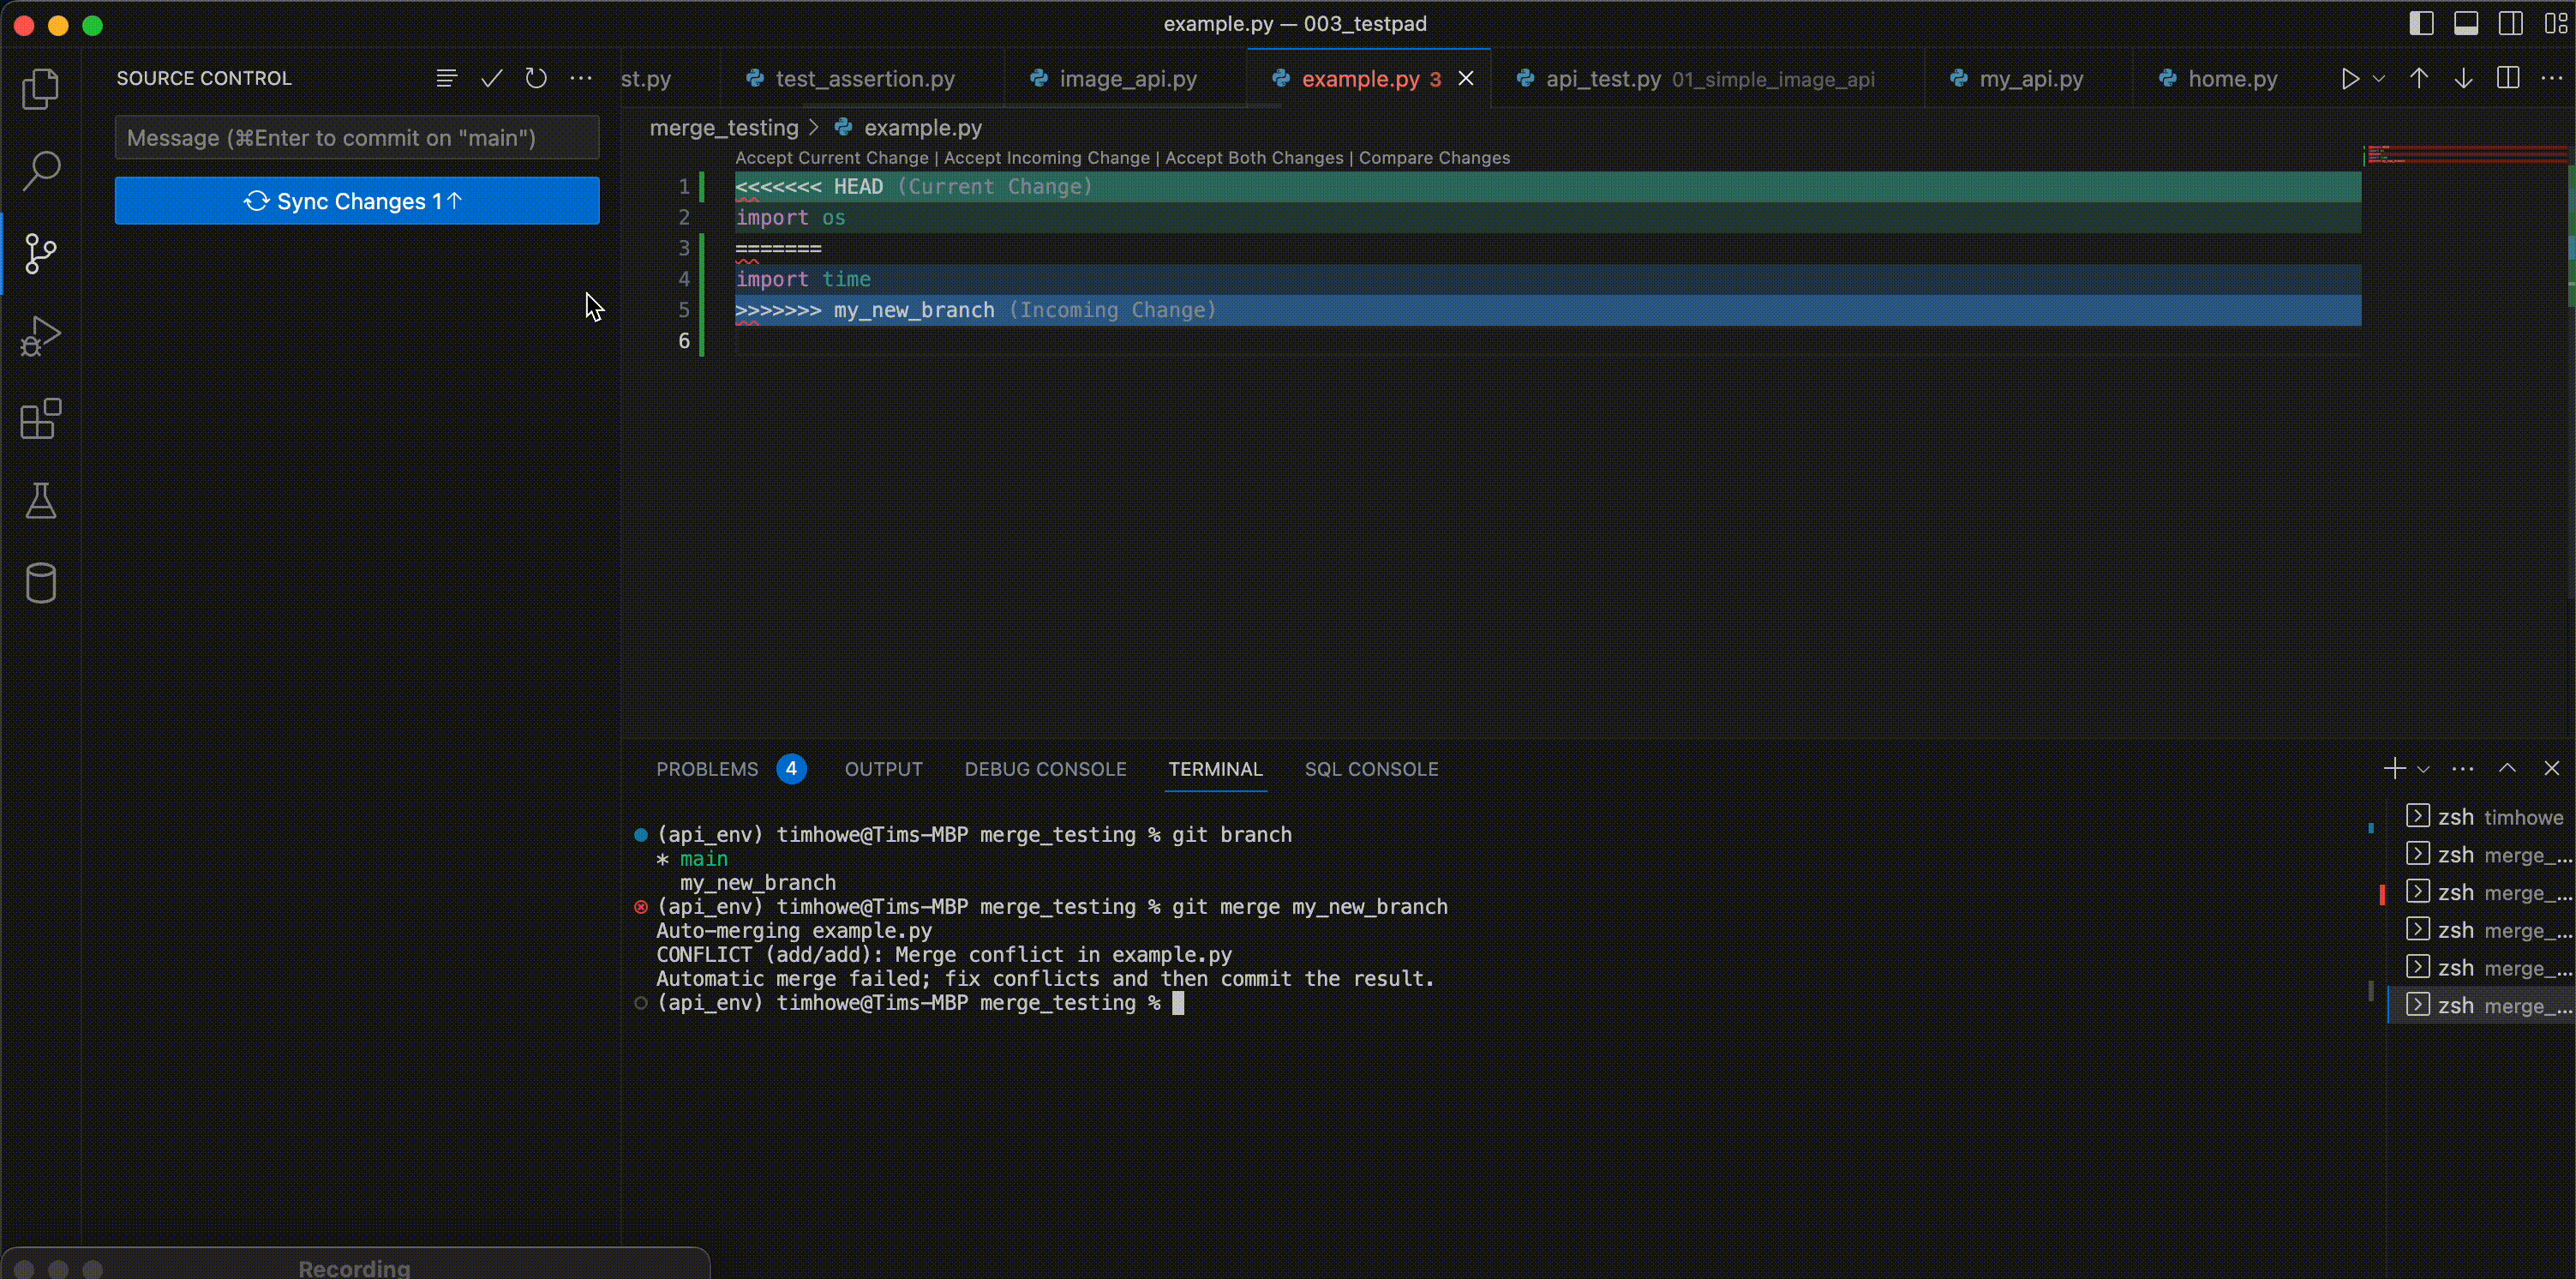 example.py — 003_testpad
SOURCE CONTROL
st.py
test_assertion.py
image_api.py
example.py 3
api_test.py 01_simple_image_api
my_api.py
home.py
Message (⌘Enter to commit on "main")
Sync Changes 1↑
merge_testing > example.py
Accept Current Change | Accept Incoming Change | Accept Both Changes | Compare Changes
1 <<<<<<< HEAD (Current Change)
2 import os
3 =======
4 import time
5 >>>>>>> my_new_branch (Incoming Change)
6
PROBLEMS 4 OUTPUT DEBUG CONSOLE TERMINAL SQL CONSOLE
(api_env) timhowe@Tims-MBP merge_testing % git branch
* main
my_new_branch
(api_env) timhowe@Tims-MBP merge_testing % git merge my_new_branch
Auto-merging example.py
CONFLICT (add/add): Merge conflict in example.py
Automatic merge failed; fix conflicts and then commit the result.
(api_env) timhowe@Tims-MBP merge_testing %
zsh timhowe
zsh merge_...
zsh merge_...
zsh merge_...
zsh merge_...
zsh merge_...
Recording